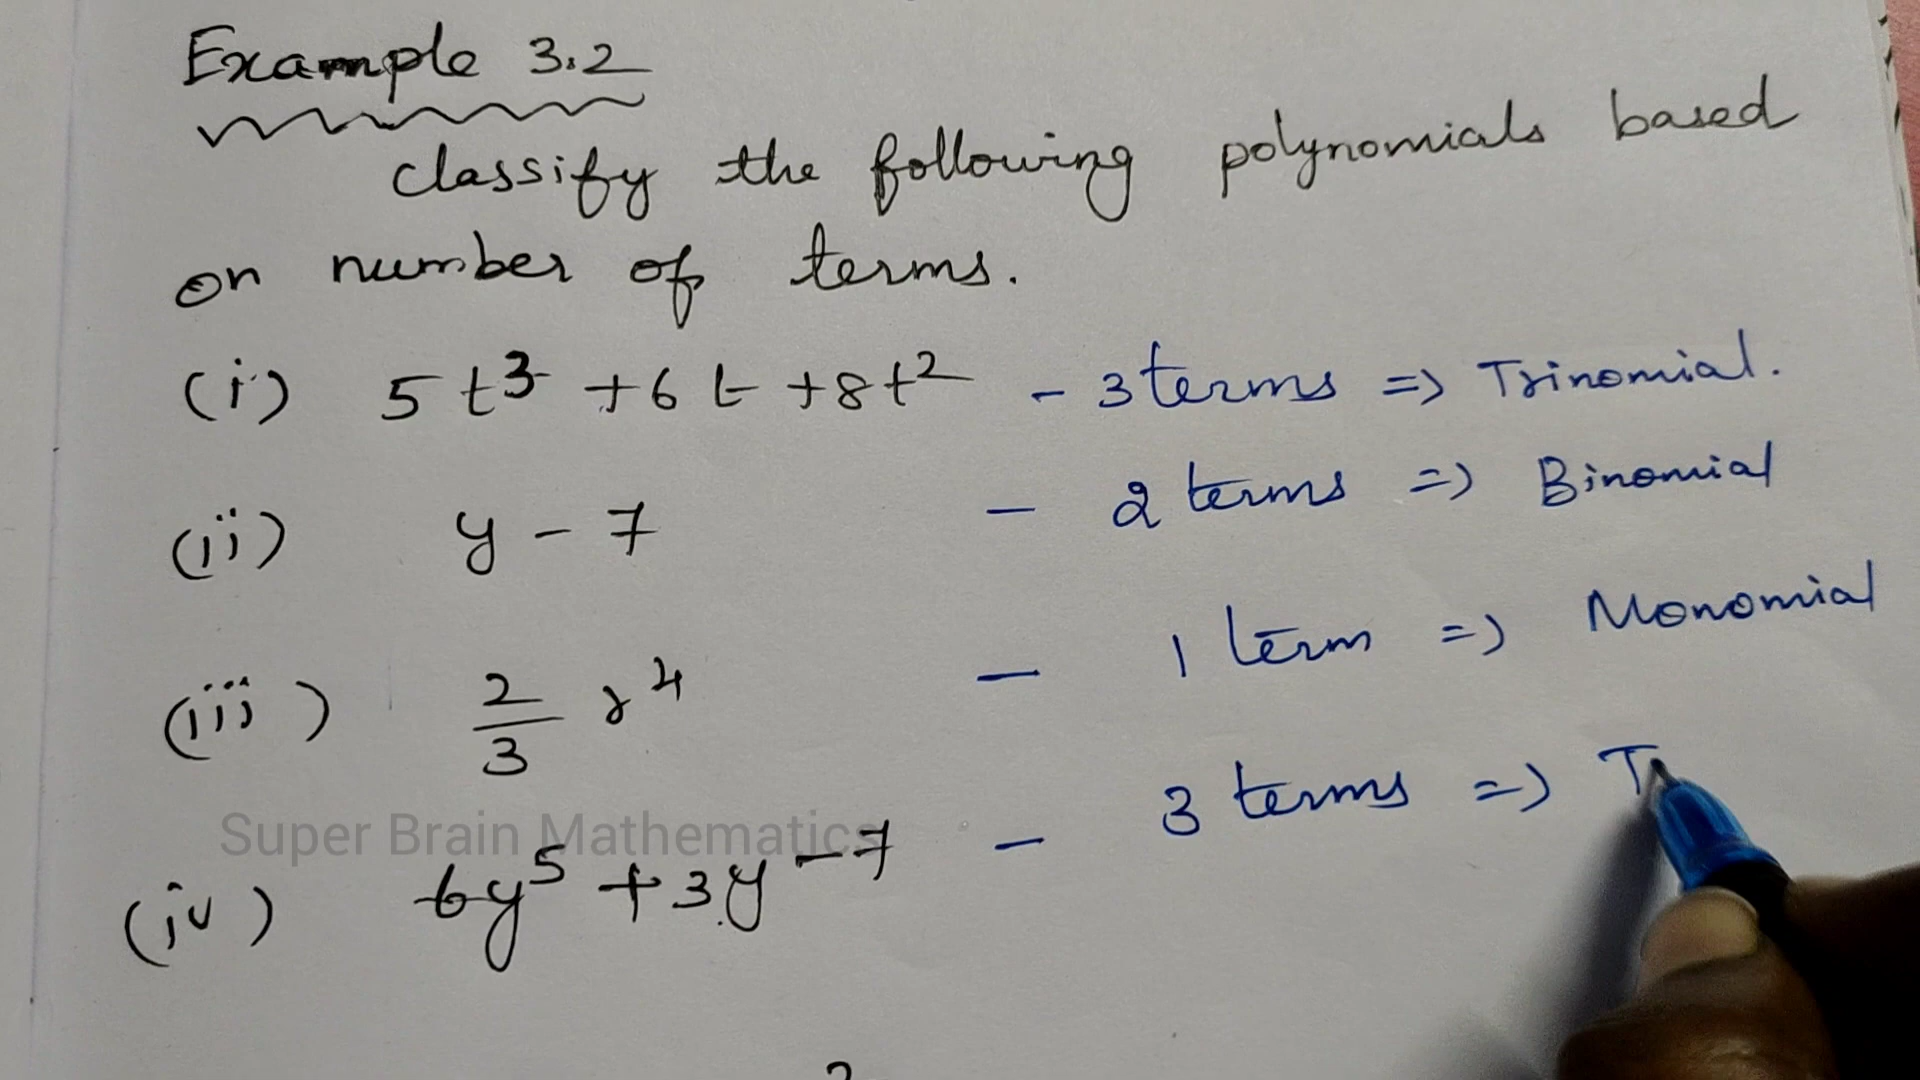 Example 3.2
classify the following polynomials based
on number of terms.
(i) 5t³ + 6t + 8t² - 3 terms => Trinomial.
(ii) y - 7 - 2 terms => Binomial
(iii) 2/3 r⁴ - 1 term => Monomial
(iv) 6y⁵ + 3y - 7 - 3 terms => T
Super Brain Mathematics
2